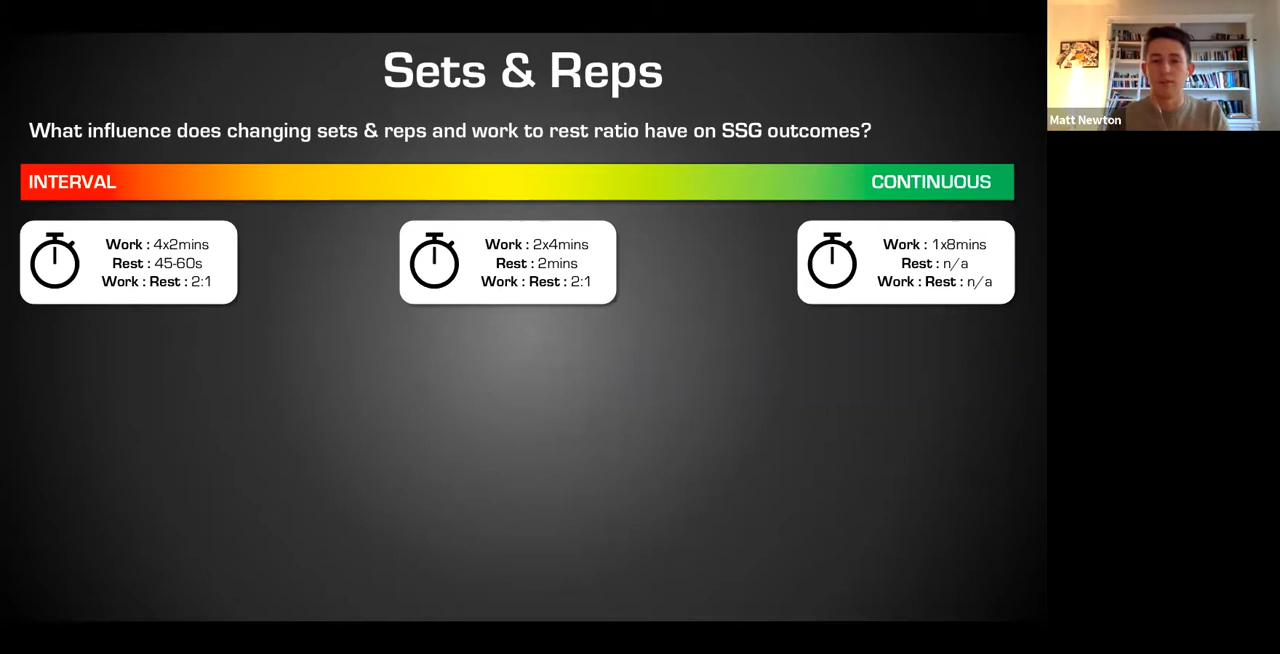 Sets & Reps
Matt Newton
What influence does changing sets & reps and work to rest ratio have on SSG outcomes?
INTERVAL
CONTINUOUS
Work : 4x2mins
Rest : 45-60s
Work : Rest : 2:1
Work : 2x4mins
Rest : 2mins
Work : Rest : 2:1
Work : 1x8mins
Rest : n/a
Work : Rest : n/a